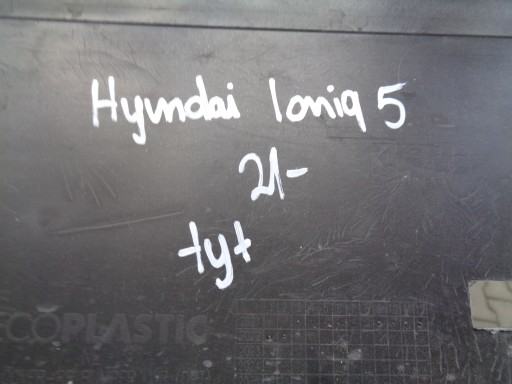 Hyundai Ioniq 5
21-
tyt
ECOPLASTIC